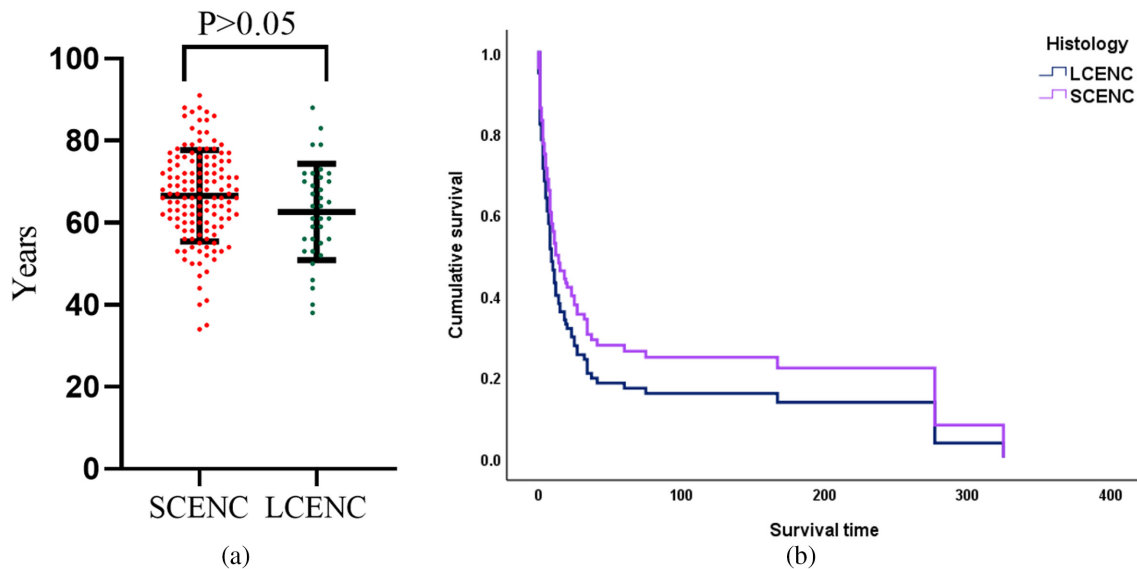 P>0.05
100
80
60
40
20
0
Years
SCENC LCENC
(a)
Histology
LCENC
SCENC
1.0
0.8
0.6
0.4
0.2
0.0
Cumulative survival
0 100 200 300 400
Survival time
(b)